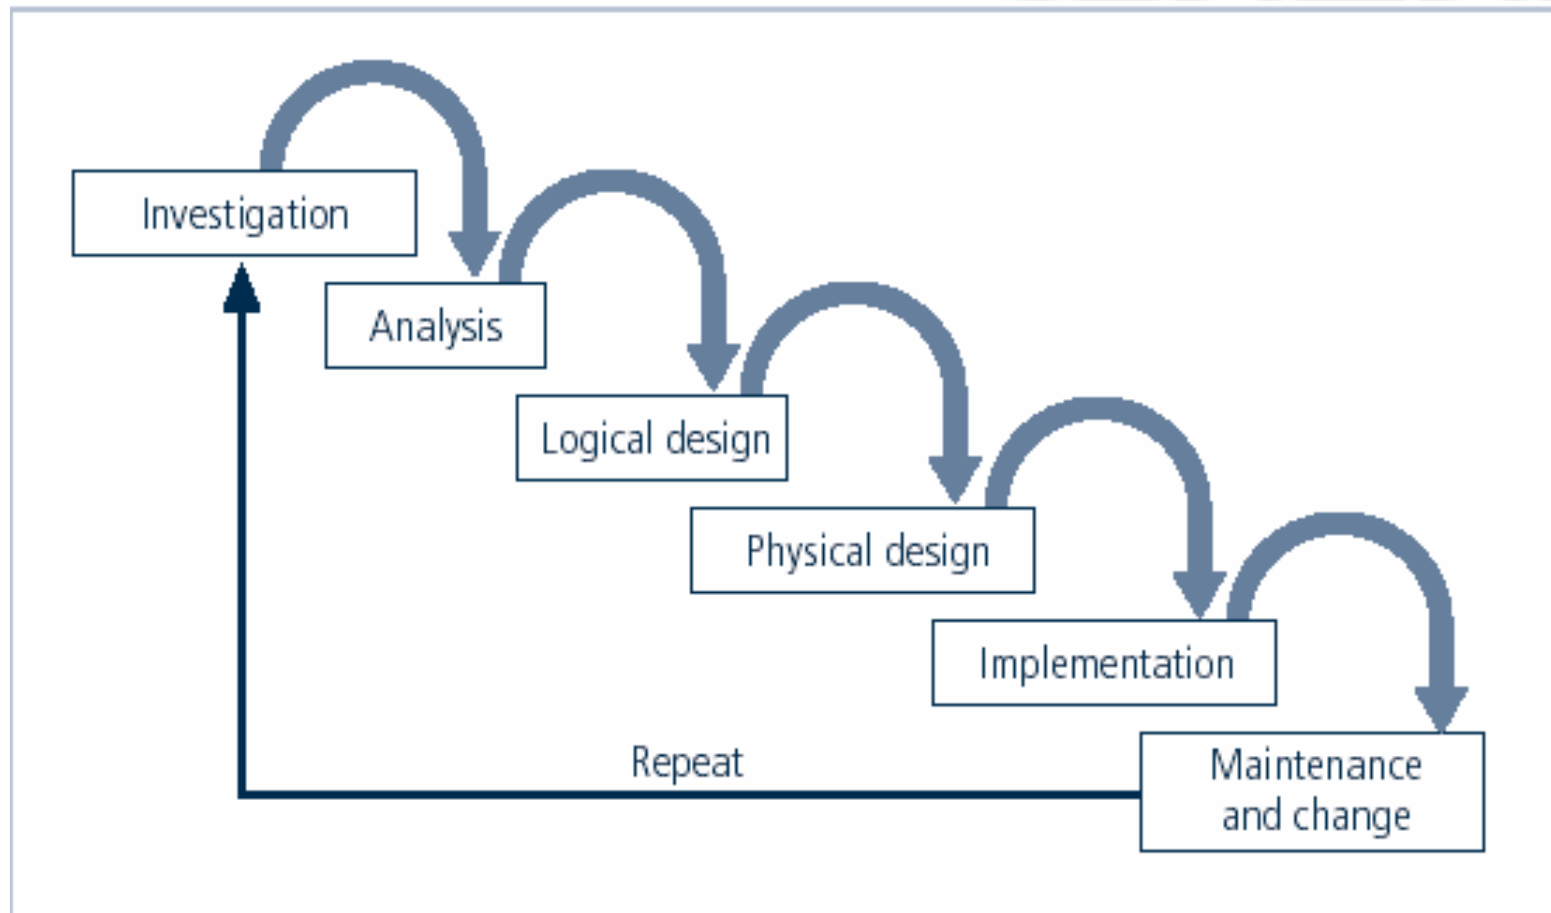 Investigation
Analysis
Logical design
Physical design
Implementation
Maintenance
and change
Repeat